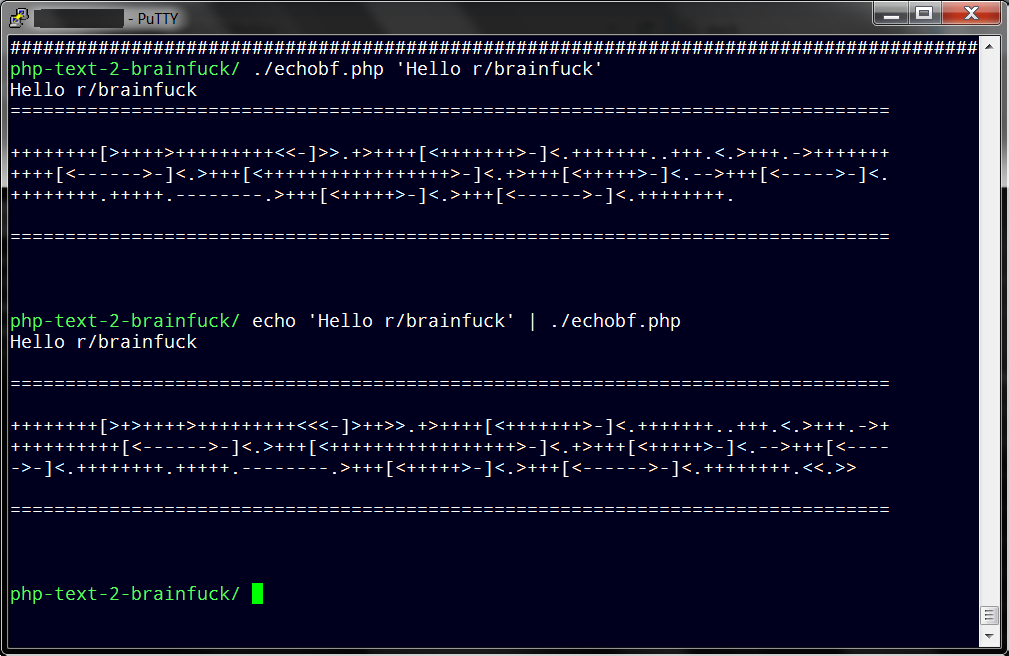 - PuTTY
########################################################################################
php-text-2-brainfuck/ ./echobf.php 'Hello r/brainfuck'
Hello r/brainfuck
================================================================================
++++++++[>++++>+++++++++<<-]>>.+>++++[<+++++++>-]<.+++++++..+++.<.>+++.->+++++++
++++[<------>-]<.>+++[<+++++++++++++++++>-]<.+>+++[<+++++>-]<.-->+++[<----->-]<.
++++++++.+++++.--------.>+++[<+++++>-]<.>+++[<------>-]<.++++++++.
================================================================================
php-text-2-brainfuck/ echo 'Hello r/brainfuck' | ./echobf.php
Hello r/brainfuck
================================================================================
++++++++[>+>++++>+++++++++<<<-]>++>>.+>++++[<+++++++>-]<.+++++++..+++.<.>+++.->+
++++++++++[<------>-]<.>+++[<+++++++++++++++++>-]<.+>+++[<+++++>-]<.-->+++[<----
->-]<.++++++++.+++++.--------.>+++[<+++++>-]<.>+++[<------>-]<.++++++++.<<.>>
================================================================================
php-text-2-brainfuck/